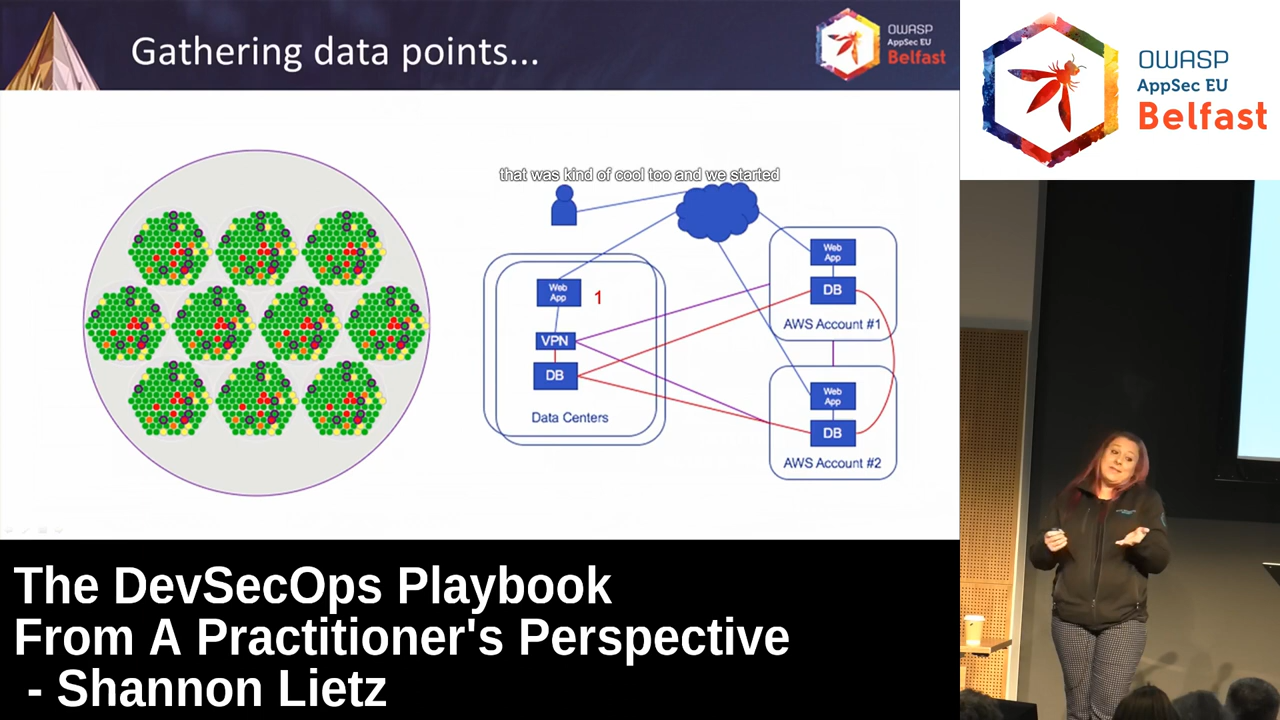 Gathering data points...
OWASP
AppSec EU
Belfast
OWASP
AppSec EU
Belfast
that was kind of cool too and we started
Web
App
1
VPN
DB
Data Centers
Web
App
DB
AWS Account #1
Web
App
DB
AWS Account #2
The DevSecOps Playbook
From A Practitioner's Perspective
- Shannon Lietz